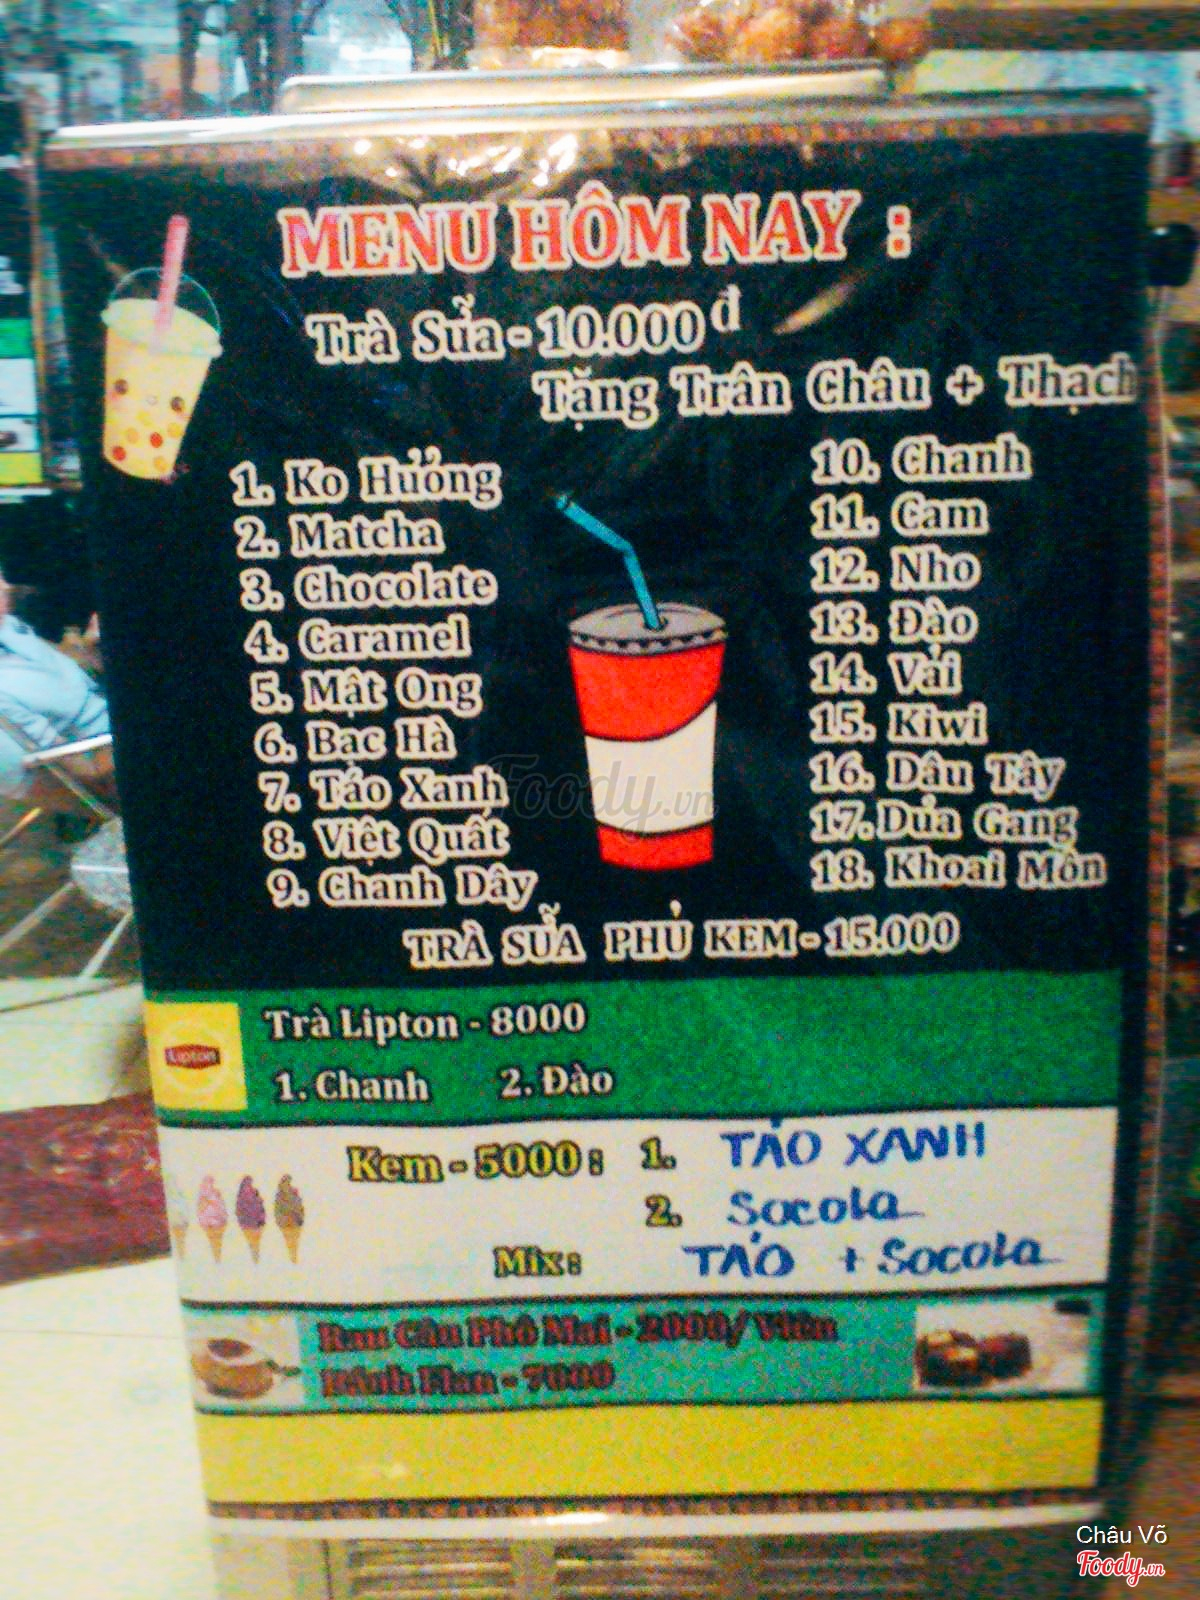 MENU HÔM NAY :
Trà Sửa - 10.000 đ
Tặng Trân Châu + Thạch
1. Ko Hưởng
2. Matcha
3. Chocolate
4. Caramel
5. Mật Ong
6. Bạc Hà
7. Táo Xanh
8. Việt Quất
9. Chanh Dây
10. Chanh
11. Cam
12. Nho
13. Đào
14. Vải
15. Kiwi
16. Dâu Tây
17. Dưa Gang
18. Khoai Môn
Foody.vn
TRÀ SỮA PHỦ KEM - 15.000
Lipton
Trà Lipton - 8000
1. Chanh 2. Đào
Kem - 5000 : 1. TÁO XANH
2. Socola
Mix : TÁO + Socola
Rau Câu Phô Mai - 2000/ Viên
Bánh Flan - 7000
Châu Võ
Foody.vn